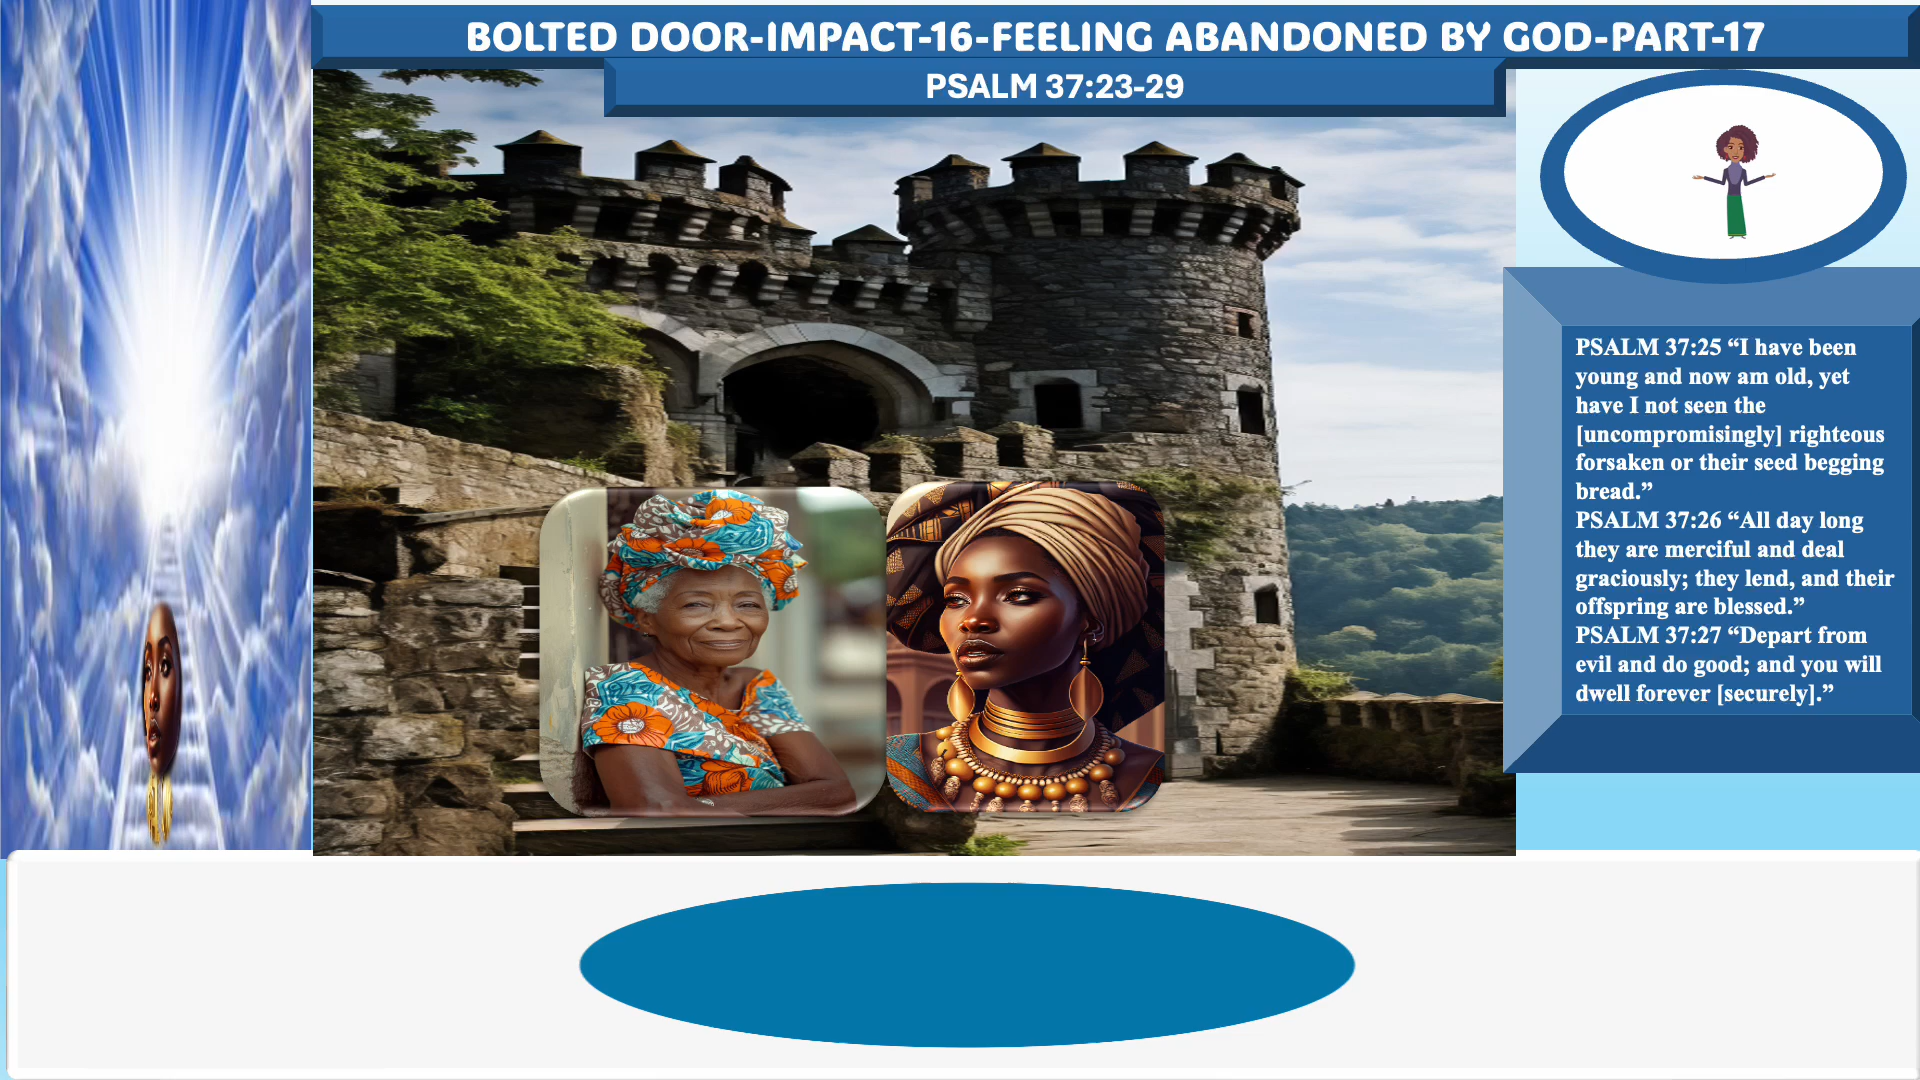 BOLTED DOOR-IMPACT-16-FEELING ABANDONED BY GOD-PART-17
PSALM 37:23-29
PSALM 37:25 “I have been
young and now am old, yet
have I not seen the
[uncompromisingly] righteous
forsaken or their seed begging
bread.”
PSALM 37:26 “All day long
they are merciful and deal
graciously; they lend, and their
offspring are blessed.”
PSALM 37:27 “Depart from
evil and do good; and you will
dwell forever [securely].”